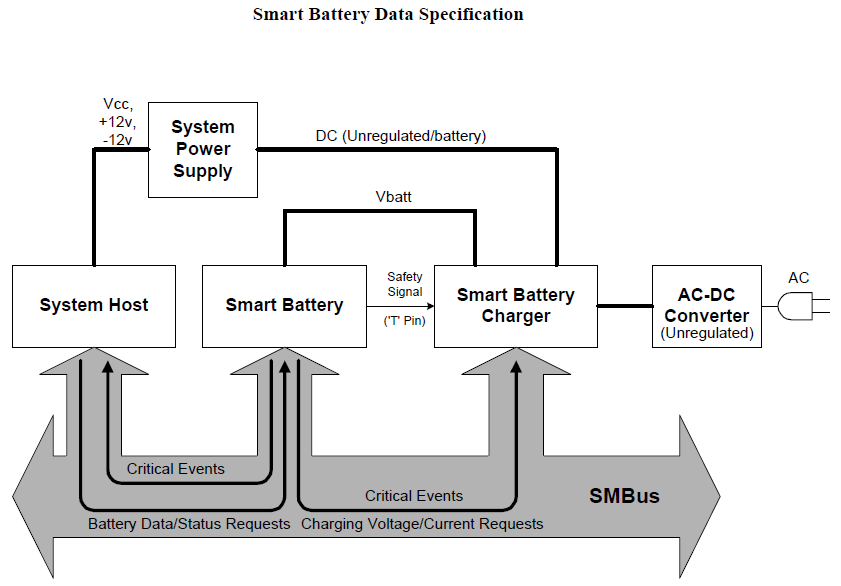 Smart Battery Data Specification
Vcc,
+12v,
-12v
System
Power
Supply
DC (Unregulated/battery)
Vbatt
System Host
Smart Battery
Safety
Signal
('T' Pin)
Smart Battery
Charger
AC-DC
Converter
(Unregulated)
AC
Critical Events
Battery Data/Status Requests
Critical Events
Charging Voltage/Current Requests
SMBus